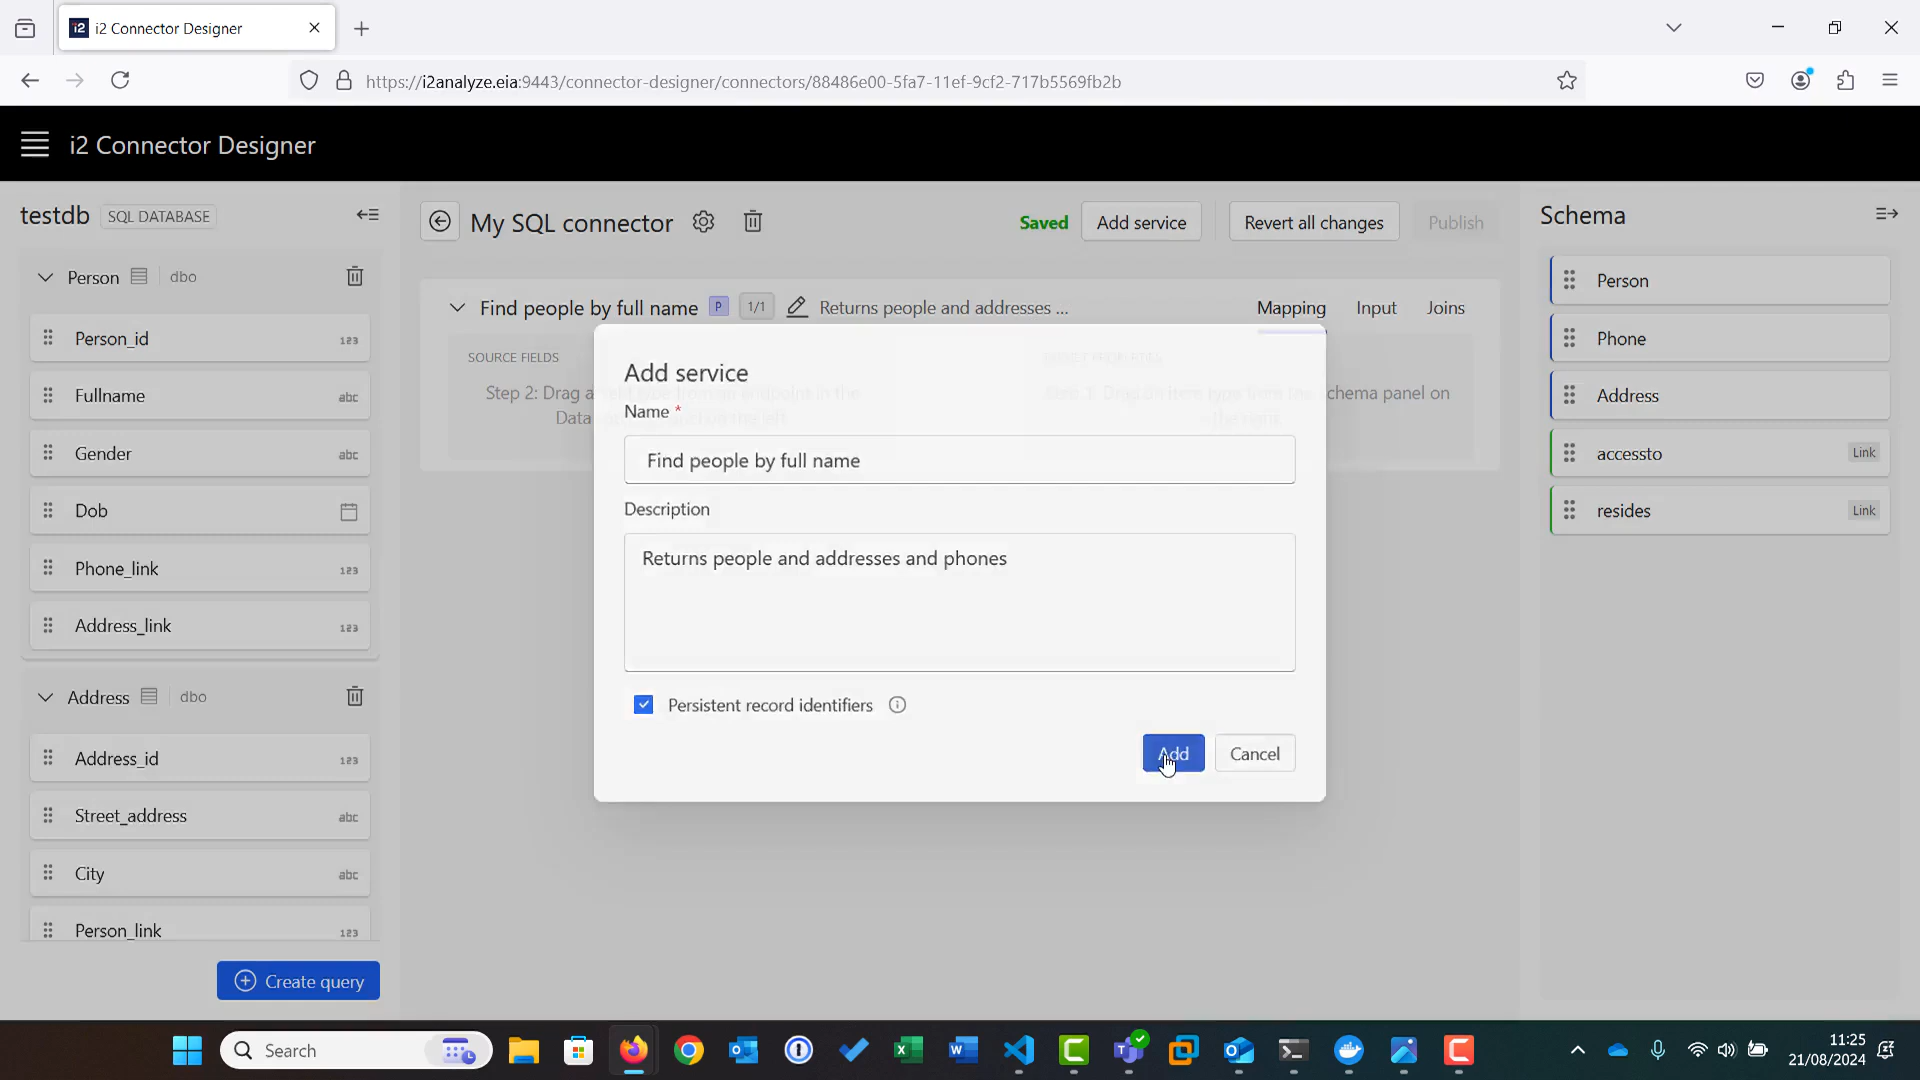 i2 Connector Designer
https://i2analyze.eia:9443/connector-designer/connectors/88486e00-5fa7-11ef-9cf2-717b5569fb2b
i2 Connector Designer
testdb SQL DATABASE
My SQL connector
Saved
Add service
Revert all changes
Publish
Schema
Person dbo
Person_id 123
Fullname abc
Gender abc
Dob
Phone_link 123
Address_link 123
Address dbo
Address_id 123
Street_address abc
City abc
Person_link 123
Create query
Find people by full name P 1/1 Returns people and addresses ...
Mapping Input Joins
SOURCE FIELDS
Step 2: Drag a
Data
schema panel on
the right
Add service
Name *
Find people by full name
Description
Returns people and addresses and phones
Persistent record identifiers
Add
Cancel
Person
Phone
Address
accessto Link
resides Link
Search
11:25
21/08/2024